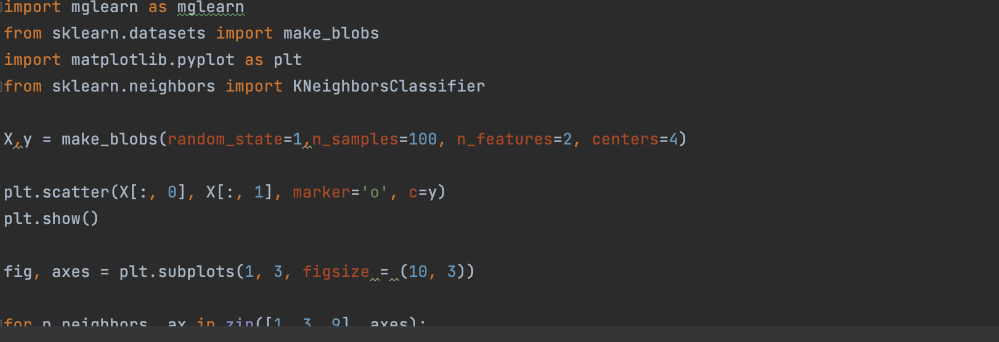 import mglearn as mglearn
from sklearn.datasets import make_blobs
import matplotlib.pyplot as plt
from sklearn.neighbors import KNeighborsClassifier
X,y = make_blobs(random_state=1,n_samples=100, n_features=2, centers=4)
plt.scatter(X[:, 0], X[:, 1], marker='o', c=y)
plt.show()
fig, axes = plt.subplots(1, 3, figsize = (10, 3))
for n_neighbors, ax in zip([1, 3, 9], axes):